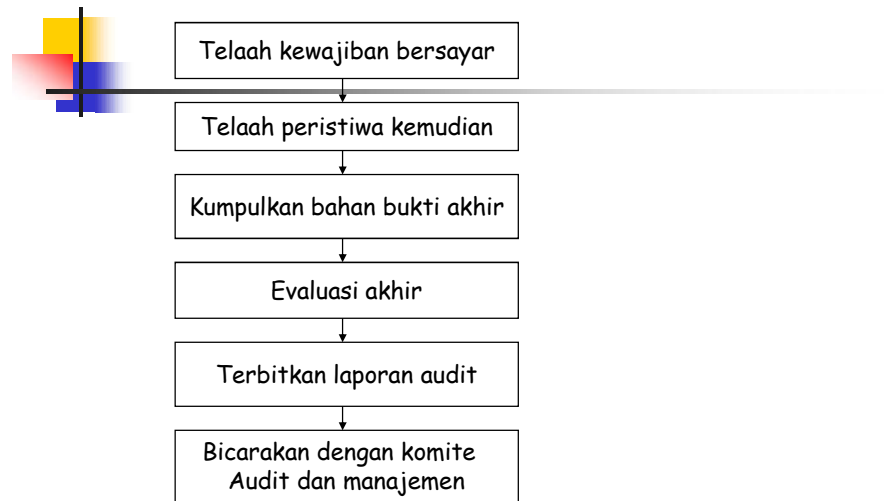 Telaah kewajiban bersayar
Telaah peristiwa kemudian
Kumpulkan bahan bukti akhir
Evaluasi akhir
Terbitkan laporan audit
Bicarakan dengan komite
Audit dan manajemen